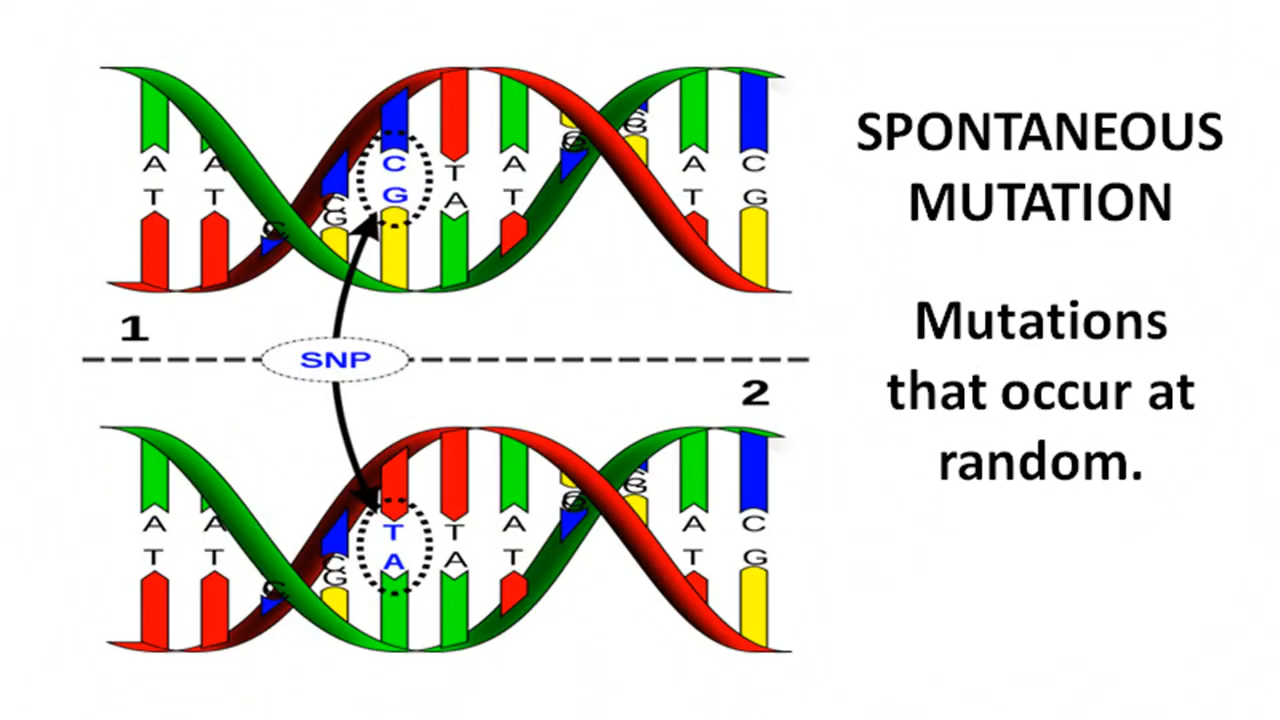 SPONTANEOUS
MUTATION
Mutations
that occur at
random.
A A C C T A G G A C
T T G G A T T G
1
SNP
2
A A C C T T A G G A C
T T G A A T T G